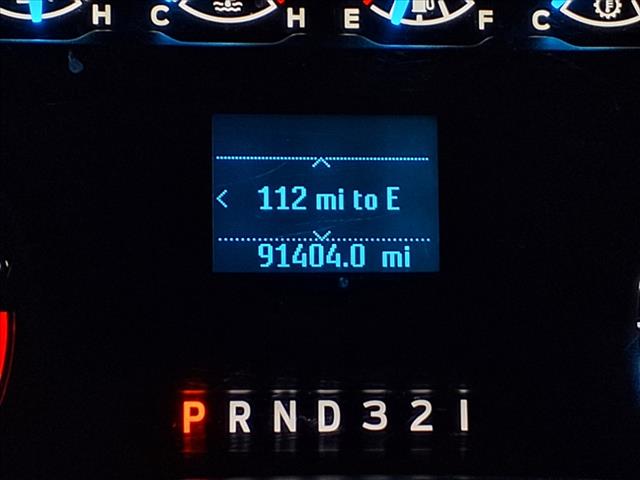 H C H E F C
112 mi to E
91404.0 mi
P R N D 3 2 1